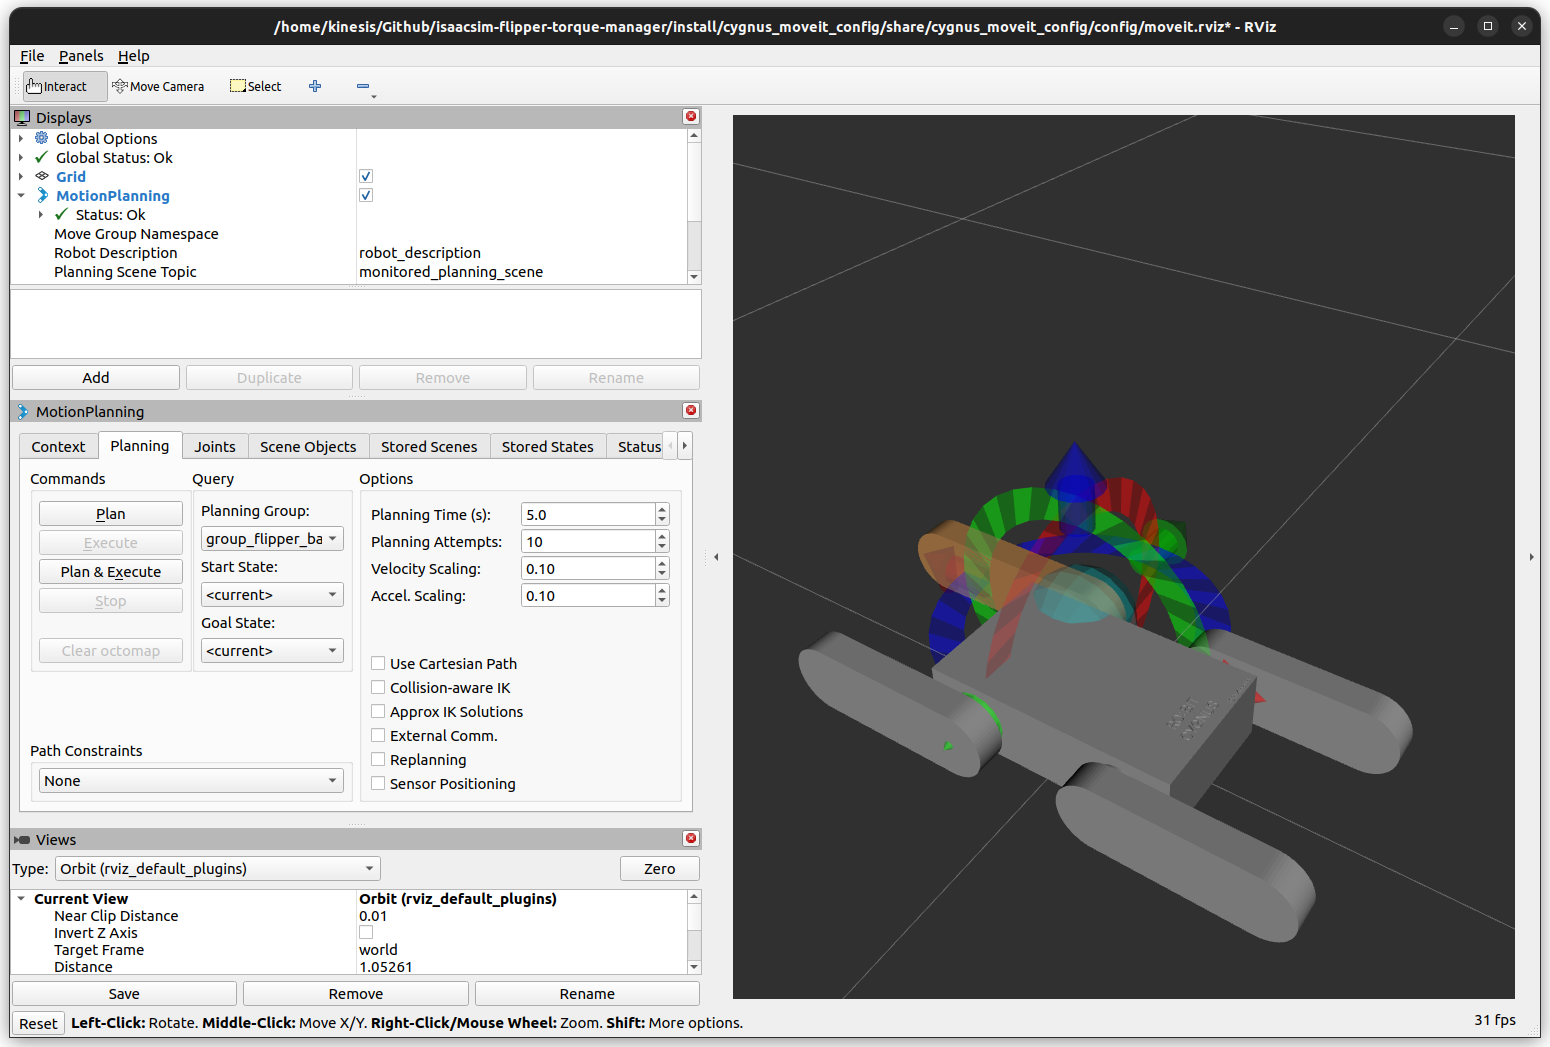 /home/kinesis/Github/isaacsim-flipper-torque-manager/install/cygnus_moveit_config/share/cygnus_moveit_config/config/moveit.rviz* - RViz
File Panels Help
Interact Move Camera Select
Displays
Global Options
Global Status: Ok
Grid
MotionPlanning
Status: Ok
Move Group Namespace
Robot Description robot_description
Planning Scene Topic monitored_planning_scene
Add Duplicate Remove Rename
MotionPlanning
Context Planning Joints Scene Objects Stored Scenes Stored States Status
Commands
Plan
Execute
Plan & Execute
Stop
Clear octomap
Query
Planning Group:
group_flipper_ba
Start State:
<current>
Goal State:
<current>
Path Constraints
None
Options
Planning Time (s): 5.0
Planning Attempts: 10
Velocity Scaling: 0.10
Accel. Scaling: 0.10
Use Cartesian Path
Collision-aware IK
Approx IK Solutions
External Comm.
Replanning
Sensor Positioning
Views
Type: Orbit (rviz_default_plugins) Zero
Current View Orbit (rviz_default_plugins)
Near Clip Distance 0.01
Invert Z Axis
Target Frame world
Distance 1.05261
Save Remove Rename
Reset Left-Click: Rotate. Middle-Click: Move X/Y. Right-Click/Mouse Wheel: Zoom. Shift: More options.
31 fps